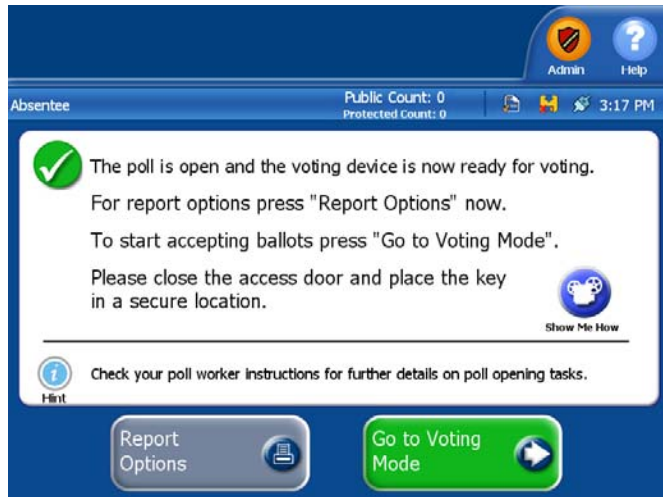 Admin
Help
Absentee
Public Count: 0
Protected Count: 0
3:17 PM
The poll is open and the voting device is now ready for voting.
For report options press "Report Options" now.
To start accepting ballots press "Go to Voting Mode".
Please close the access door and place the key
in a secure location.
Show Me How
Check your poll worker instructions for further details on poll opening tasks.
Hint
Report
Options
Go to Voting
Mode